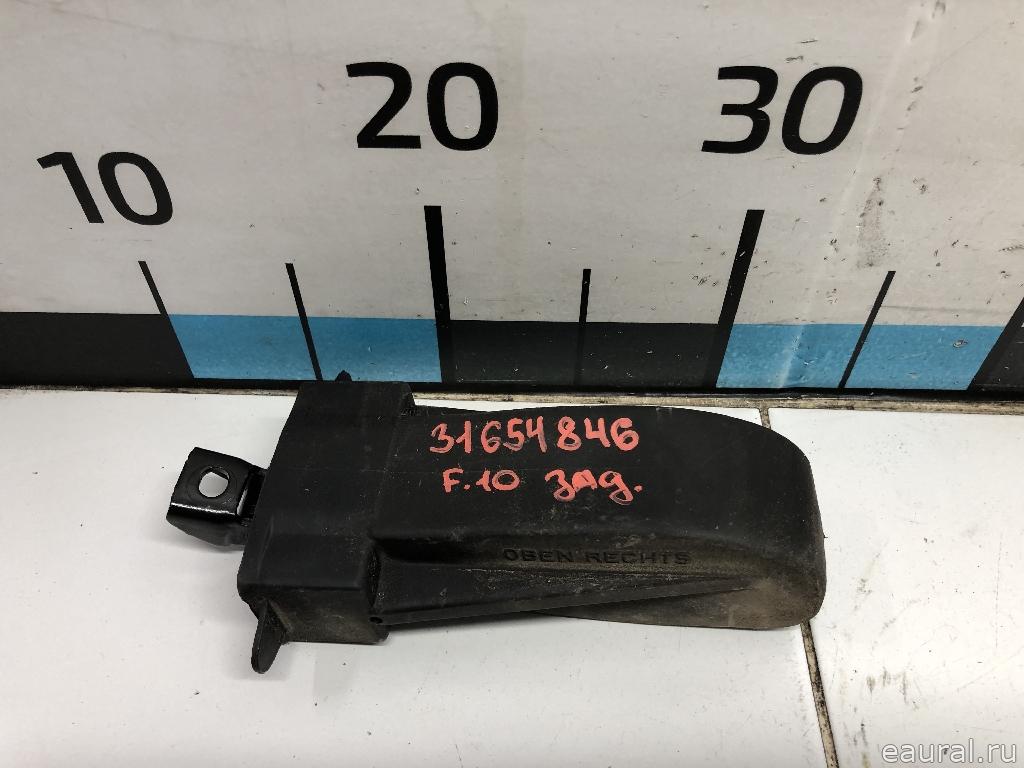 10 20 30
31654846
F.10 зад.
OBEN RECHTS
eaural.ru